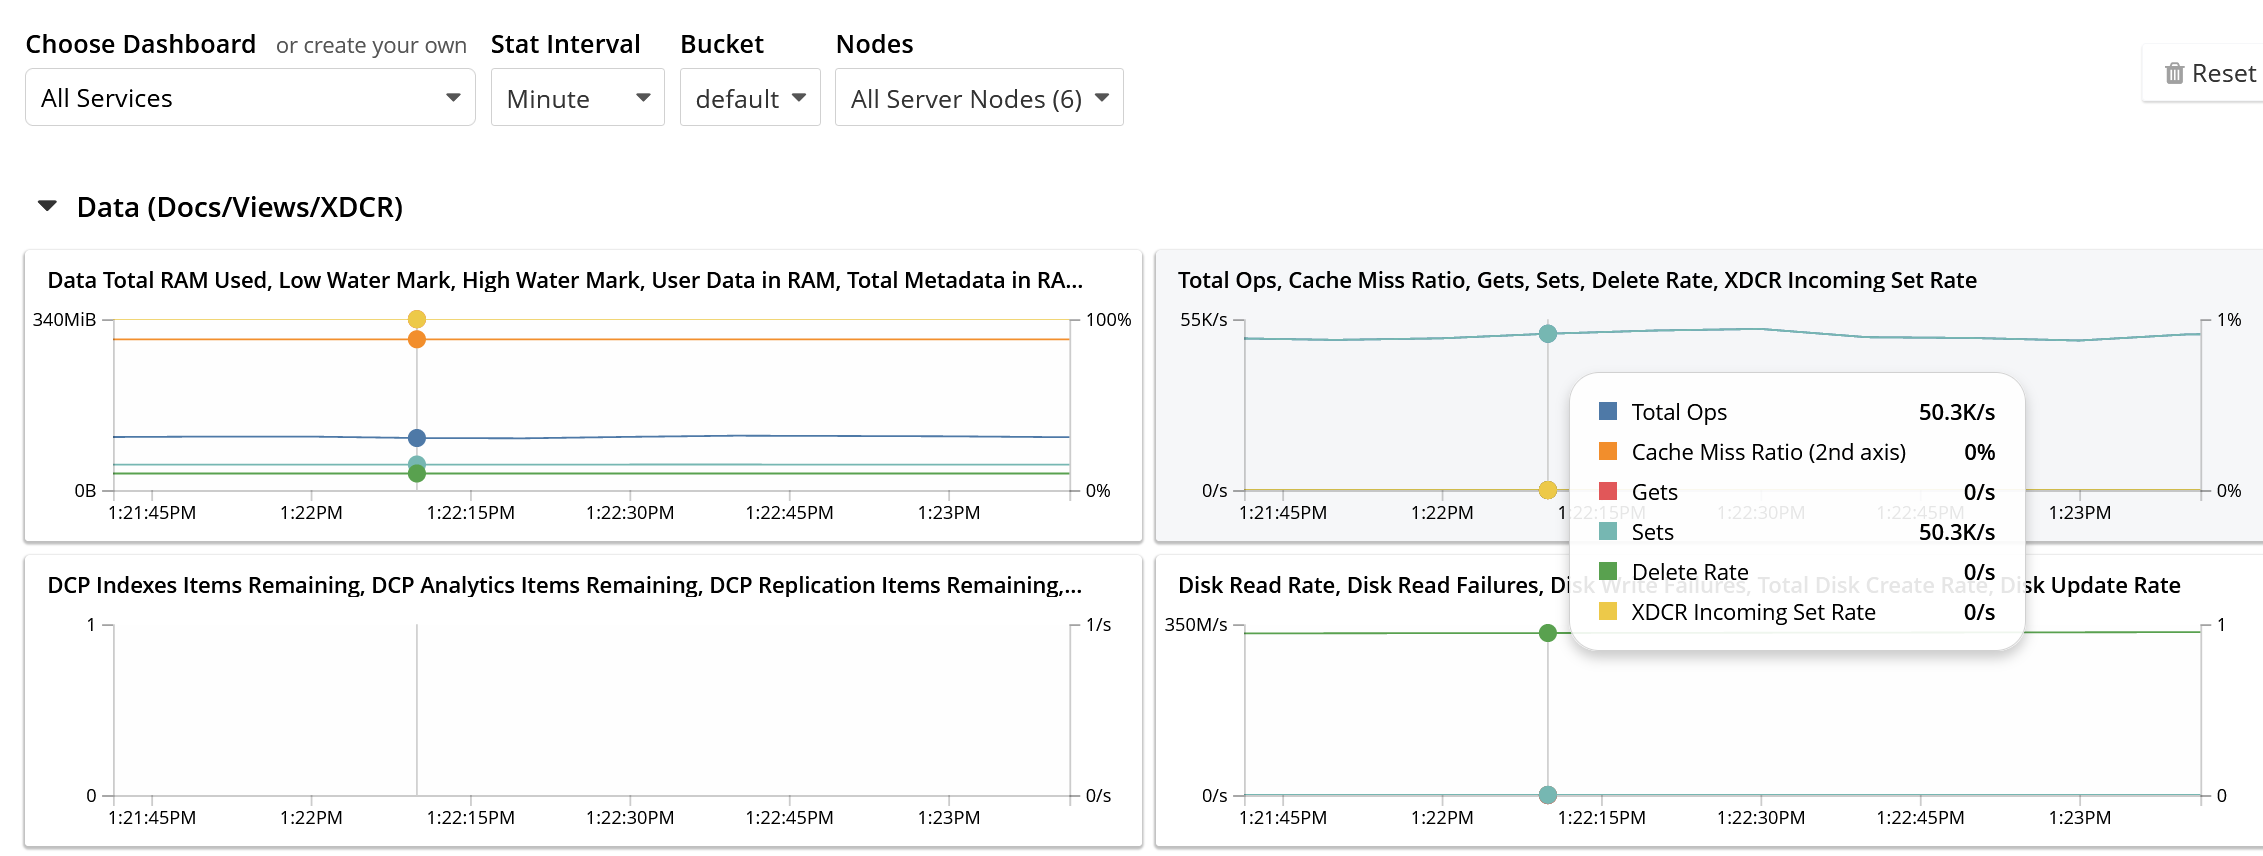 Choose Dashboard or create your own Stat Interval Bucket Nodes
All Services Minute default All Server Nodes (6) Reset
Data (Docs/Views/XDCR)
Data Total RAM Used, Low Water Mark, High Water Mark, User Data in RAM, Total Metadata in RA...
340MiB 100%
0B 0%
1:21:45PM 1:22PM 1:22:15PM 1:22:30PM 1:22:45PM 1:23PM
Total Ops, Cache Miss Ratio, Gets, Sets, Delete Rate, XDCR Incoming Set Rate
55K/s 1%
0/s 0%
1:21:45PM 1:22PM 1:22:15PM 1:22:30PM 1:22:45PM 1:23PM
Total Ops 50.3K/s
Cache Miss Ratio (2nd axis) 0%
Gets 0/s
Sets 50.3K/s
Delete Rate 0/s
XDCR Incoming Set Rate 0/s
DCP Indexes Items Remaining, DCP Analytics Items Remaining, DCP Replication Items Remaining,...
1 1/s
0 0/s
1:21:45PM 1:22PM 1:22:15PM 1:22:30PM 1:22:45PM 1:23PM
Disk Read Rate, Disk Read Failures, Disk Write Failures, Total Disk Create Rate, Disk Update Rate
350M/s 1
0/s 0
1:21:45PM 1:22PM 1:22:15PM 1:22:30PM 1:22:45PM 1:23PM